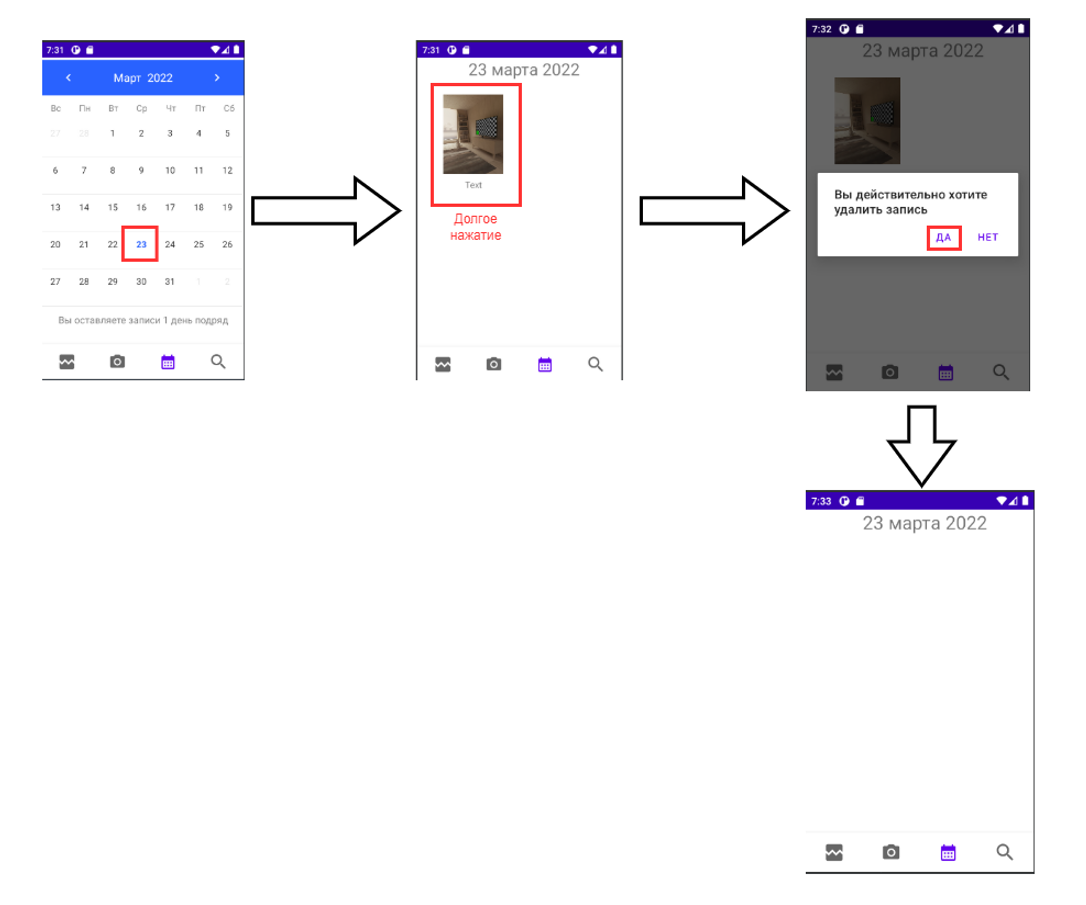 7:31
Март 2022
Вс Пн Вт Ср Чт Пт Сб
27 28 1 2 3 4 5
6 7 8 9 10 11 12
13 14 15 16 17 18 19
20 21 22 23 24 25 26
27 28 29 30 31 1 2
Вы оставляете записи 1 день подряд
7:31
23 марта 2022
Text
Долгое
нажатие
7:32
23 марта 2022
Вы действительно хотите
удалить запись
ДА НЕТ
7:33
23 марта 2022